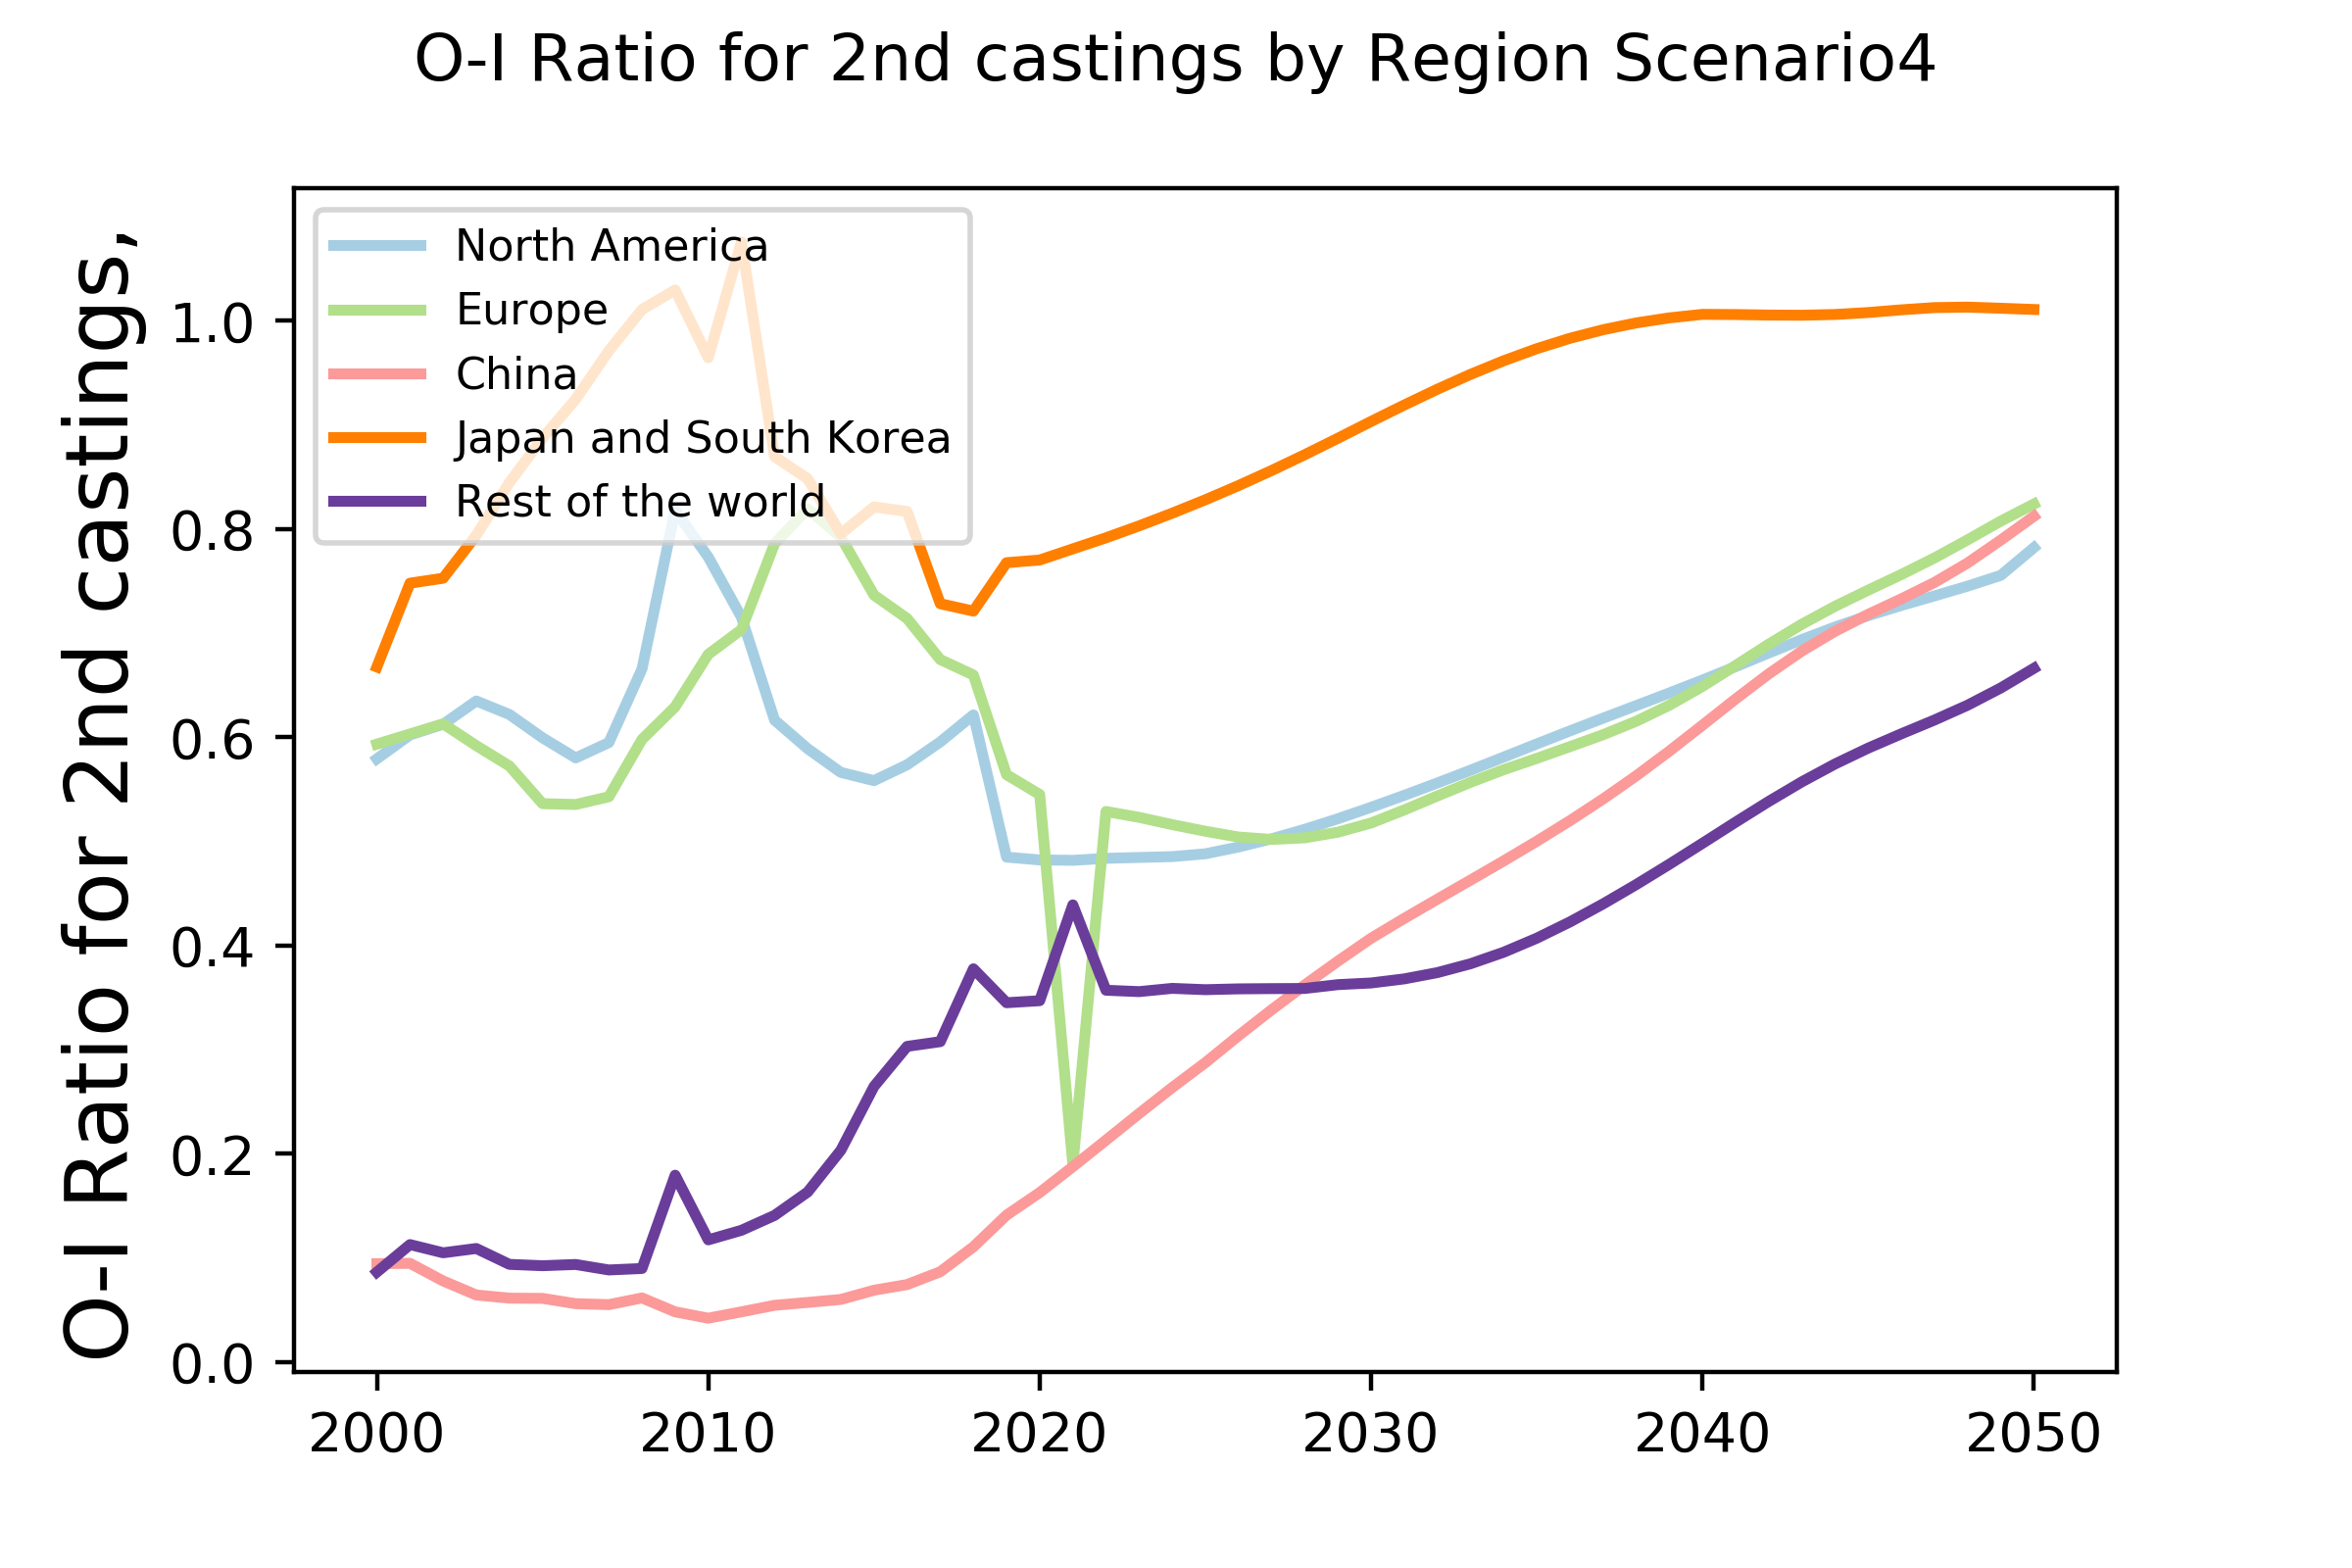 O-I Ratio for 2nd castings by Region Scenario4
O-I Ratio for 2nd castings,
North America
Europe
China
Japan and South Korea
Rest of the world
1.0
0.8
0.6
0.4
0.2
0.0
2000 2010 2020 2030 2040 2050